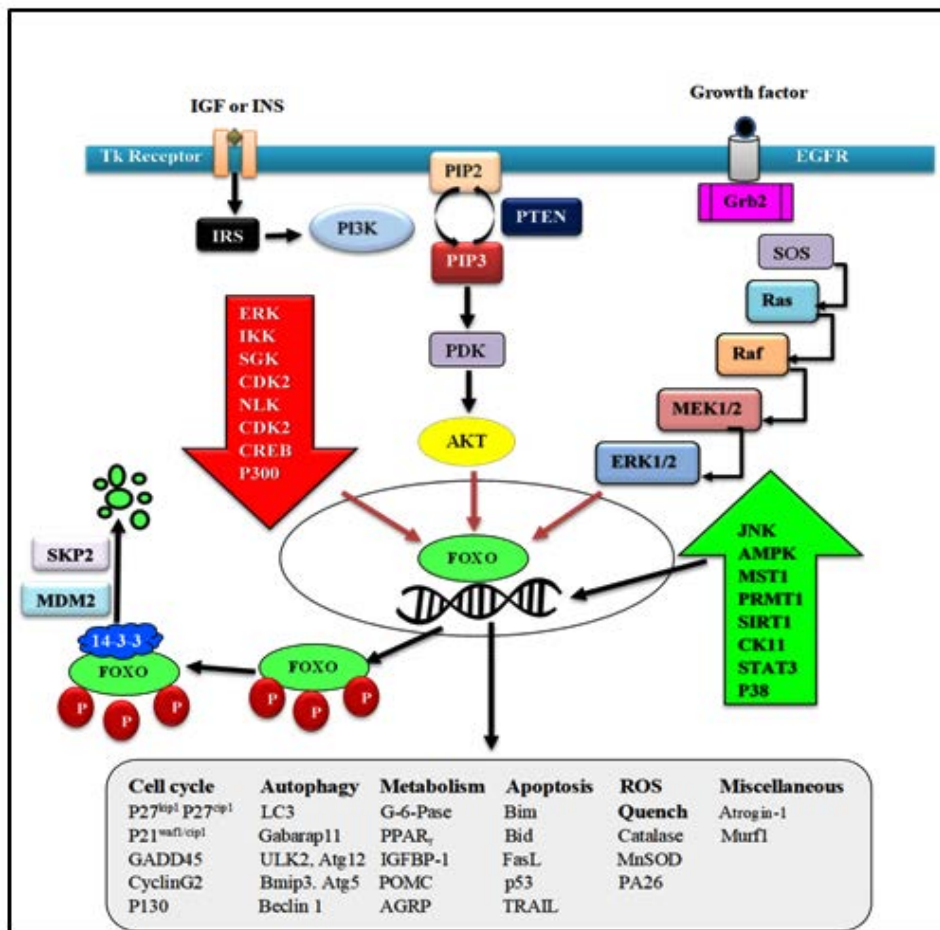 IGF or INS
Growth factor
Tk Receptor
EGFR
PIP2
Grb2
PTEN
IRS
PI3K
SOS
PIP3
Ras
ERK
IKK
SGK
CDK2
NLK
CDK2
CREB
P300
PDK
Raf
MEK1/2
AKT
ERK1/2
JNK
AMPK
MST1
PRMT1
SIRT1
CK11
STAT3
P38
SKP2
MDM2
FOXO
14-3-3
FOXO
P
P
P
FOXO
P
P
P
Cell cycle
P27kip1 P27cip1
P21waf1/cip1
GADD45
CyclinG2
P130
Autophagy
LC3
Gabarap11
ULK2, Atg12
Bmip3. Atg5
Beclin 1
Metabolism
G-6-Pase
PPARγ
IGFBP-1
POMC
AGRP
Apoptosis
Bim
Bid
FasL
p53
TRAIL
ROS
Quench
Catalase
MnSOD
PA26
Miscellaneous
Atrogin-1
Murf1